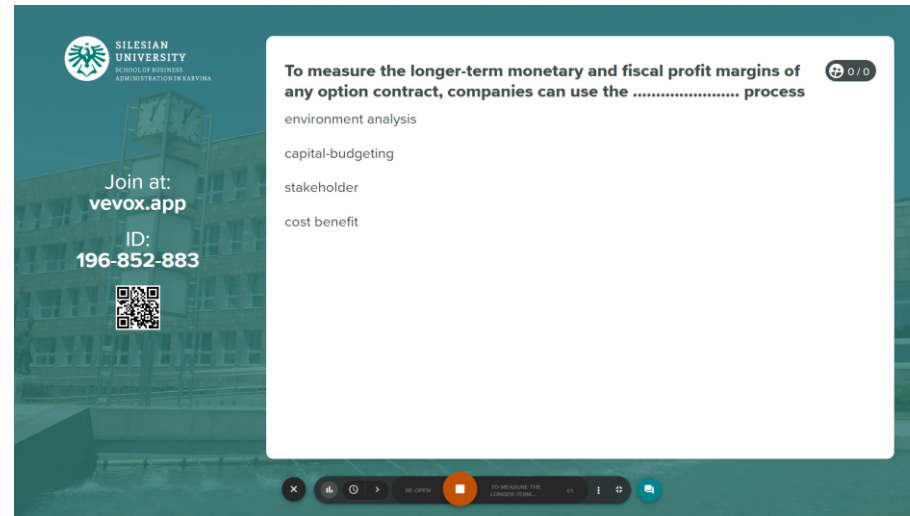 SILESIAN
UNIVERSITY
SCHOOL OF BUSINESS
ADMINISTRATION IN KARVINA
Join at:
vevox.app
ID:
196-852-883
To measure the longer-term monetary and fiscal profit margins of
any option contract, companies can use the ....................... process
0 / 0
environment analysis
capital-budgeting
stakeholder
cost benefit
RE-OPEN
TO MEASURE THE
LONGER-TERM...
1/1